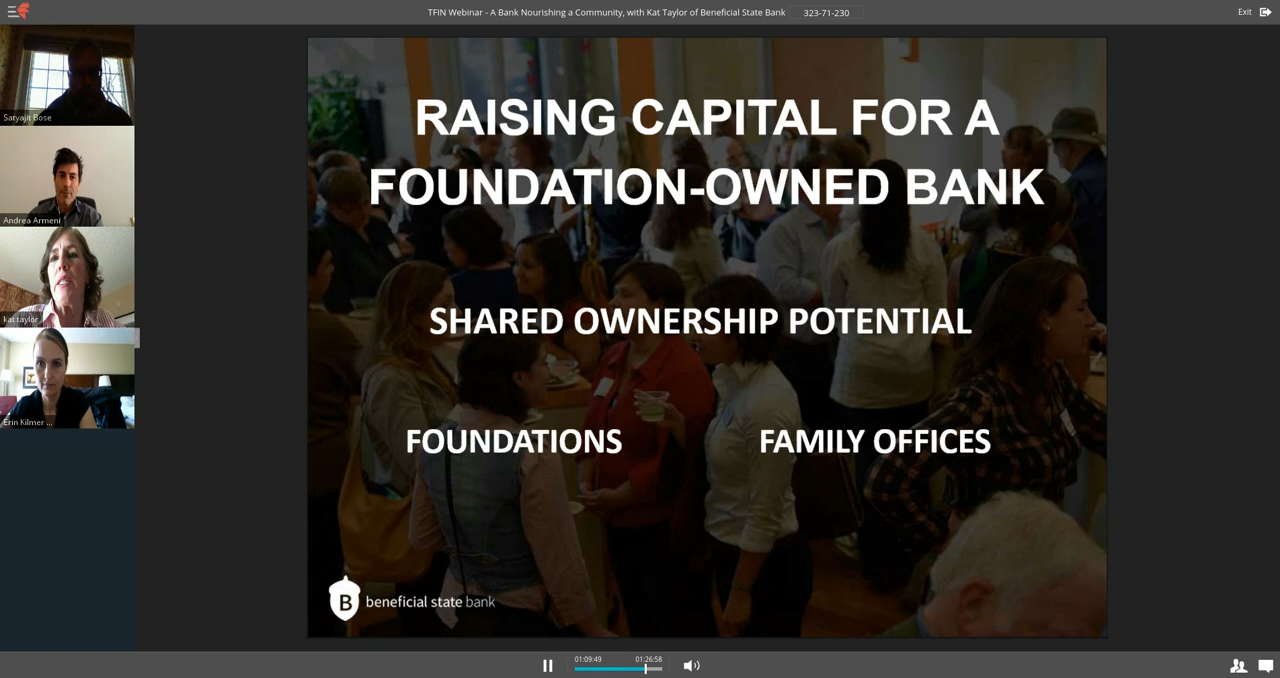 TFIN Webinar - A Bank Nourishing a Community, with Kat Taylor of Beneficial State Bank 323-71-230
Exit
Satyajit Bose
Andrea Armeni
kat taylor
Erin Kilmer ...
RAISING CAPITAL FOR A
FOUNDATION-OWNED BANK
SHARED OWNERSHIP POTENTIAL
FOUNDATIONS FAMILY OFFICES
B beneficial state bank
01:09:49 01:26:58